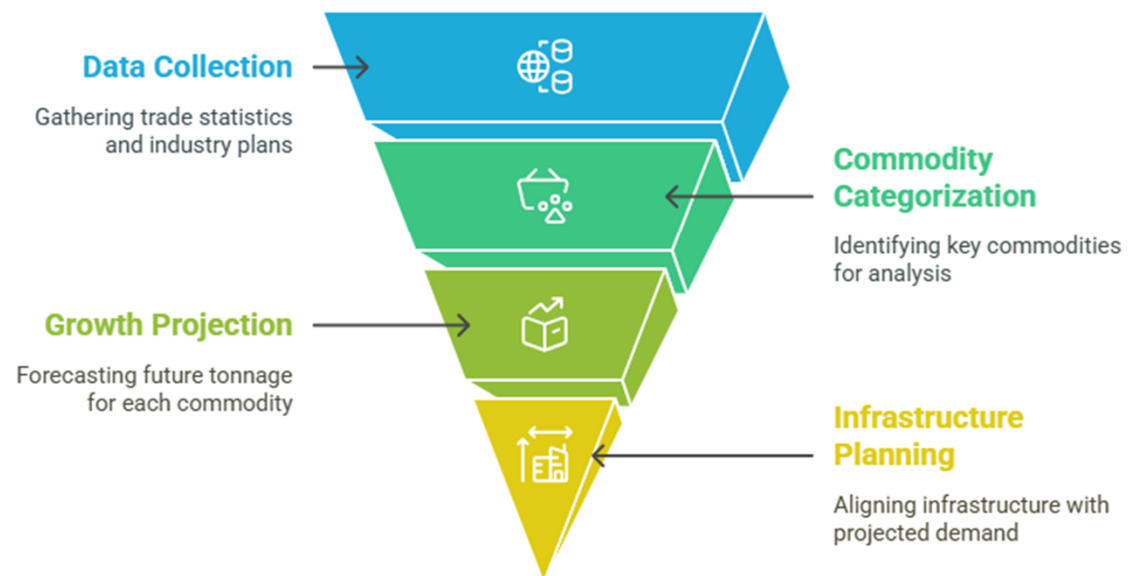 Data Collection
Gathering trade statistics
and industry plans
Commodity
Categorization
Identifying key commodities
for analysis
Growth Projection
Forecasting future tonnage
for each commodity
Infrastructure
Planning
Aligning infrastructure with
projected demand